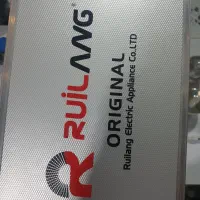 RUiLANG®
ORIGINAL
Ruilang Electric Appliance Co.,LTD